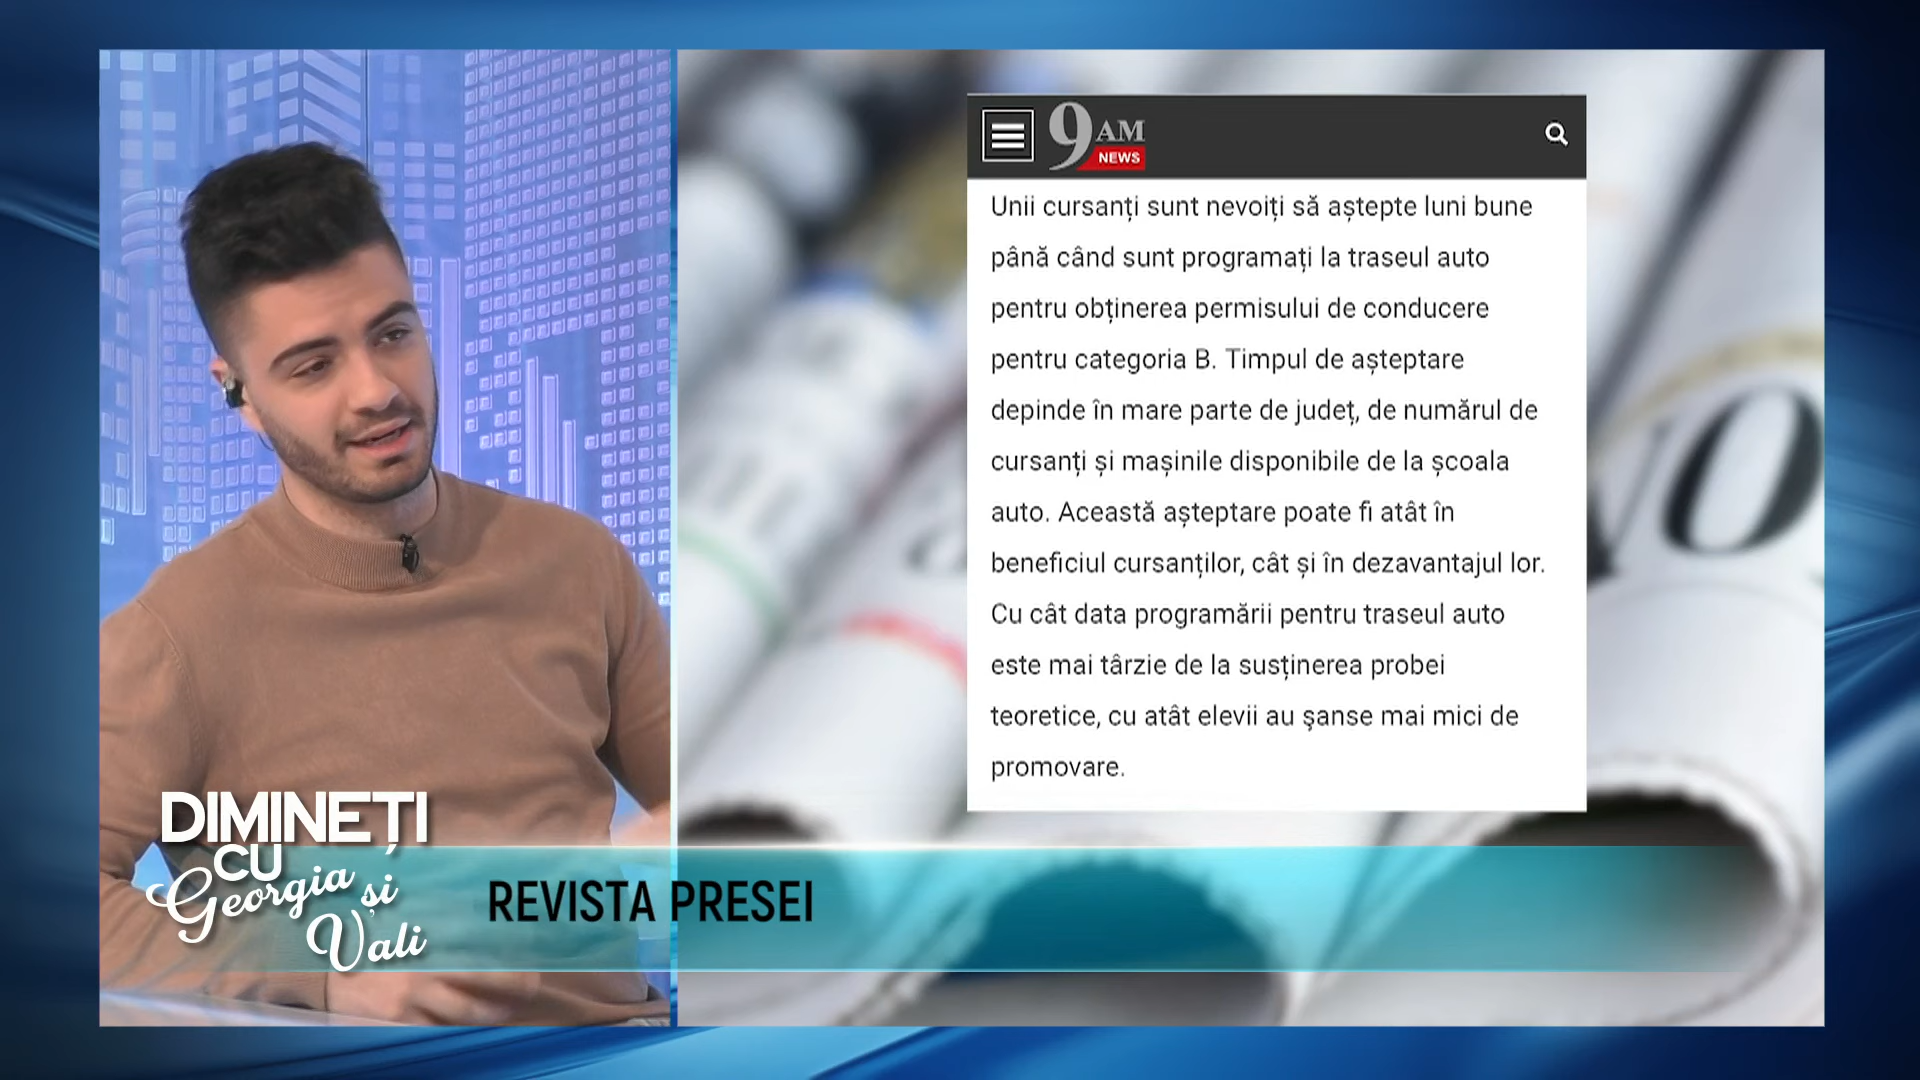 9 AM
NEWS
Unii cursanți sunt nevoiți să aștepte luni bune
până când sunt programați la traseul auto
pentru obținerea permisului de conducere
pentru categoria B. Timpul de așteptare
depinde în mare parte de județ, de numărul de
cursanți și mașinile disponibile de la școala
auto. Această așteptare poate fi atât în
beneficiul cursanților, cât și în dezavantajul lor.
Cu cât data programării pentru traseul auto
este mai târzie de la susținerea probei
teoretice, cu atât elevii au şanse mai mici de
promovare.
DIMINEȚI
CU
Georgia și
Vali
REVISTA PRESEI